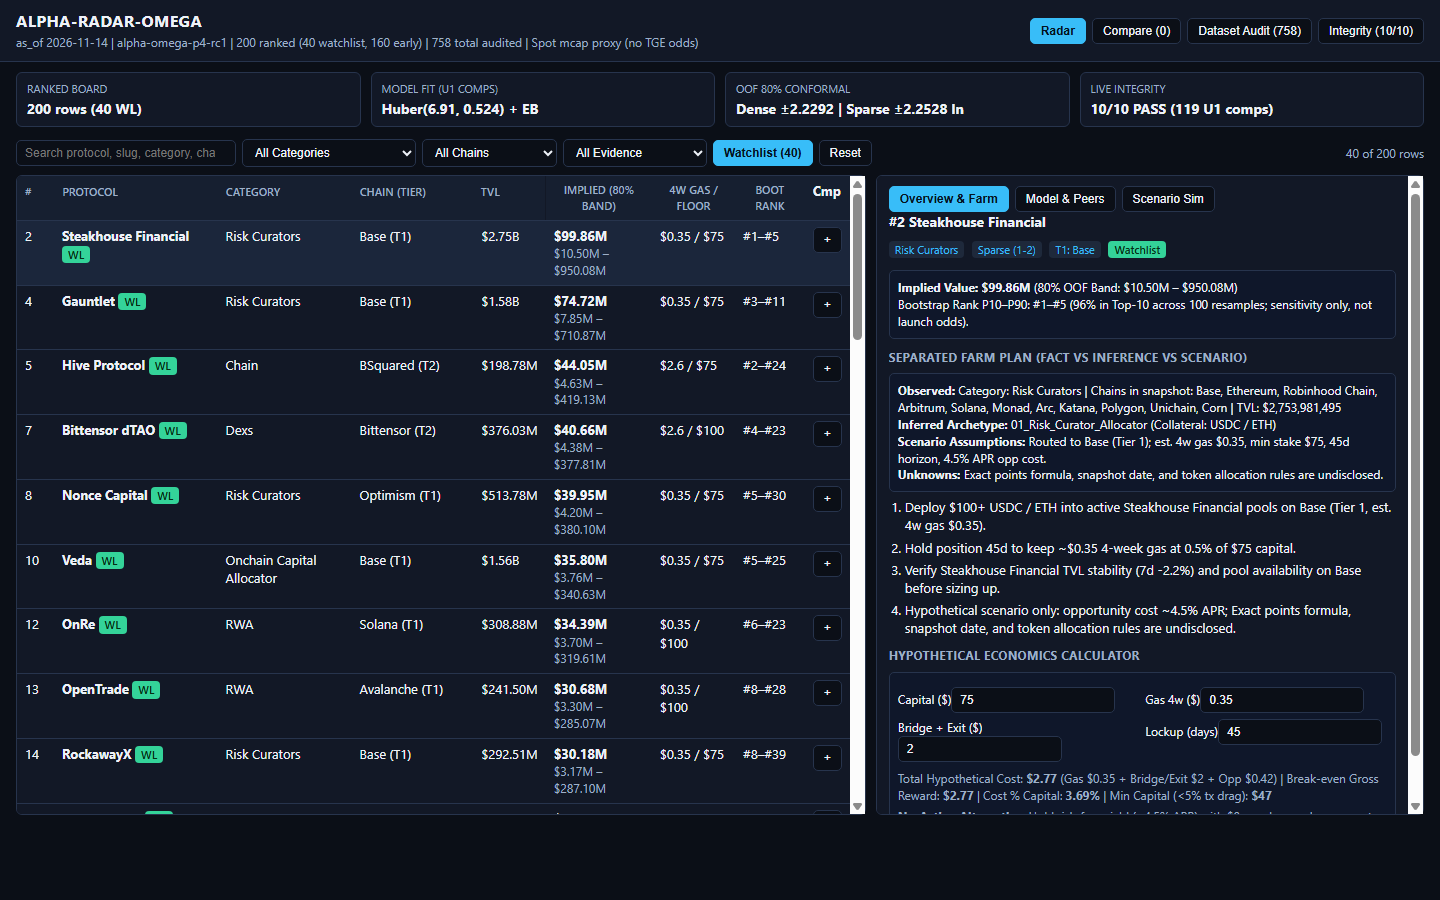 ALPHA-RADAR-OMEGA
as_of 2026-11-14 | alpha-omega-p4-rc1 | 200 ranked (40 watchlist, 160 early) | 758 total audited | Spot mcap proxy (no TGE odds)
Radar
Compare (0)
Dataset Audit (758)
Integrity (10/10)
RANKED BOARD
200 rows (40 WL)
MODEL FIT (U1 COMPS)
Huber(6.91, 0.524) + EB
OOF 80% CONFORMAL
Dense ±2.2292 | Sparse ±2.2528 ln
LIVE INTEGRITY
10/10 PASS (119 U1 comps)
Search protocol, slug, category, cha
All Categories
All Chains
All Evidence
Watchlist (40)
Reset
40 of 200 rows
# PROTOCOL CATEGORY CHAIN (TIER) TVL IMPLIED (80% BAND) 4W GAS / FLOOR BOOT RANK Cmp
2 Steakhouse Financial WL Risk Curators Base (T1) $2.75B $99.86M $10.50M – $950.08M $0.35 / $75 #1–#5 +
4 Gauntlet WL Risk Curators Base (T1) $1.58B $74.72M $7.85M – $710.87M $0.35 / $75 #3–#11 +
5 Hive Protocol WL Chain BSquared (T2) $198.78M $44.05M $4.63M – $419.13M $2.6 / $75 #2–#24 +
7 Bittensor dTAO WL Dexs Bittensor (T2) $376.03M $40.66M $4.38M – $377.81M $2.6 / $100 #4–#23 +
8 Nonce Capital WL Risk Curators Optimism (T1) $513.78M $39.95M $4.20M – $380.10M $0.35 / $75 #5–#30 +
10 Veda WL Onchain Capital Allocator Base (T1) $1.56B $35.80M $3.76M – $340.63M $0.35 / $75 #5–#25 +
12 OnRe WL RWA Solana (T1) $308.88M $34.39M $3.70M – $319.61M $0.35 / $100 #6–#23 +
13 OpenTrade WL RWA Avalanche (T1) $241.50M $30.68M $3.30M – $285.07M $0.35 / $100 #8–#28 +
14 RockawayX WL Risk Curators Base (T1) $292.51M $30.18M $3.17M – $287.10M $0.35 / $75 #8–#39 +
Overview & Farm
Model & Peers
Scenario Sim
#2 Steakhouse Financial
Risk Curators
Sparse (1-2)
T1: Base
Watchlist
Implied Value: $99.86M (80% OOF Band: $10.50M – $950.08M)
Bootstrap Rank P10–P90: #1–#5 (96% in Top-10 across 100 resamples; sensitivity only, not
launch odds).
SEPARATED FARM PLAN (FACT VS INFERENCE VS SCENARIO)
Observed: Category: Risk Curators | Chains in snapshot: Base, Ethereum, Robinhood Chain,
Arbitrum, Solana, Monad, Arc, Katana, Polygon, Unichain, Corn | TVL: $2,753,981,495
Inferred Archetype: 01_Risk_Curator_Allocator (Collateral: USDC / ETH)
Scenario Assumptions: Routed to Base (Tier 1); est. 4w gas $0.35, min stake $75, 45d
horizon, 4.5% APR opp cost.
Unknowns: Exact points formula, snapshot date, and token allocation rules are undisclosed.
1. Deploy $100+ USDC / ETH into active Steakhouse Financial pools on Base (Tier 1, est.
4w gas $0.35).
2. Hold position 45d to keep ~$0.35 4-week gas at 0.5% of $75 capital.
3. Verify Steakhouse Financial TVL stability (7d -2.2%) and pool availability on Base
before sizing up.
4. Hypothetical scenario only: opportunity cost ~4.5% APR; Exact points formula,
snapshot date, and token allocation rules are undisclosed.
HYPOTHETICAL ECONOMICS CALCULATOR
Capital ($) 75
Gas 4w ($) 0.35
Bridge + Exit ($)
2
Lockup (days) 45
Total Hypothetical Cost: $2.77 (Gas $0.35 + Bridge/Exit $2 + Opp $0.42) | Break-even Gross
Reward: $2.77 | Cost % Capital: 3.69% | Min Capital (<5% tx drag): $47